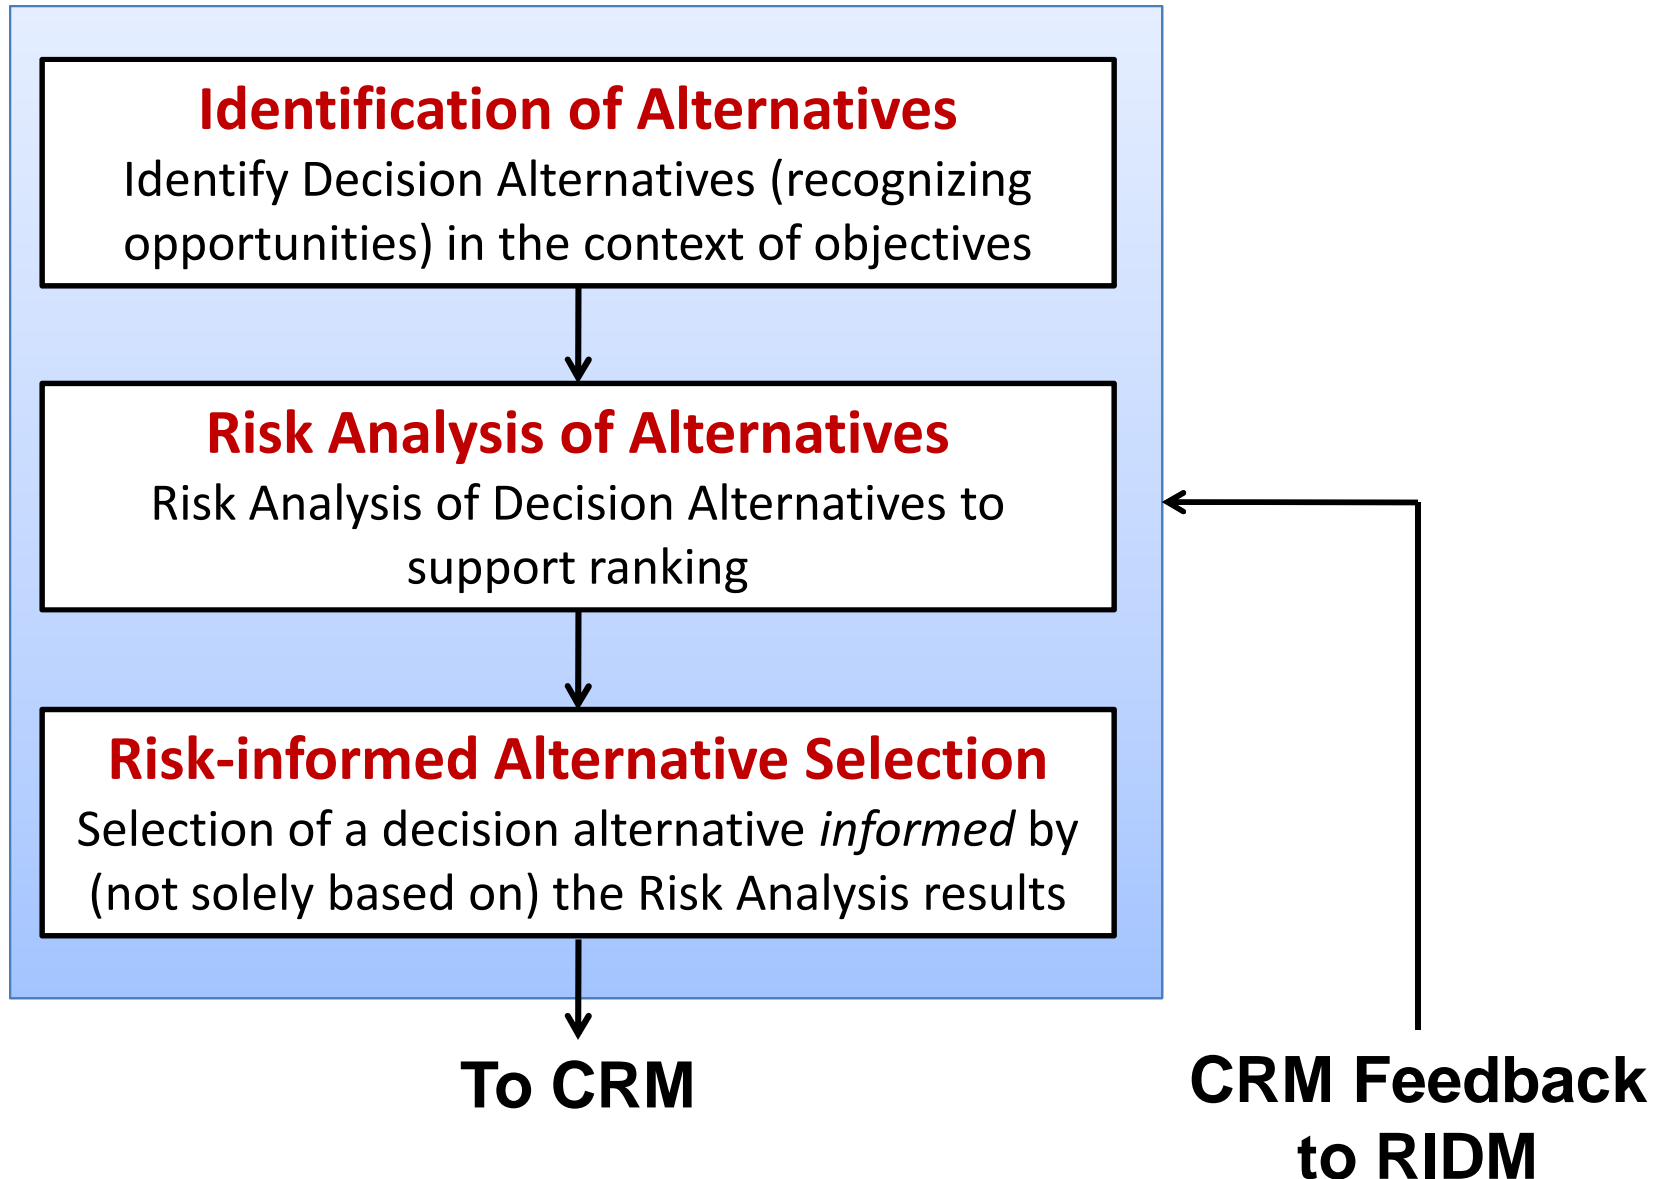 Identification of Alternatives
Identify Decision Alternatives (recognizing
opportunities) in the context of objectives
Risk Analysis of Alternatives
Risk Analysis of Decision Alternatives to
support ranking
Risk-informed Alternative Selection
Selection of a decision alternative informed by
(not solely based on) the Risk Analysis results
To CRM
CRM Feedback
to RIDM